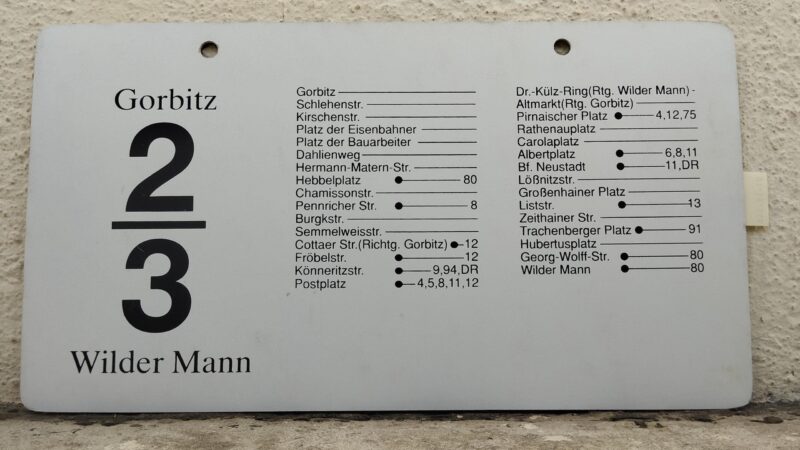 Gorbitz
2
3
Wilder Mann
Gorbitz
Schlehenstr.
Kirschenstr.
Platz der Eisenbahner
Platz der Bauarbeiter
Dahlienweg
Hermann-Matern-Str.
Hebbelplatz 80
Chamissonstr.
Pennricher Str. 8
Burgkstr.
Semmelweisstr.
Cottaer Str.(Richtg. Gorbitz) 12
Fröbelstr. 12
Könneritzstr. 9,94,DR
Postplatz 4,5,8,11,12
Dr.-Külz-Ring(Rtg. Wilder Mann) -
Altmarkt(Rtg. Gorbitz)
Pirnaischer Platz 4,12,75
Rathenauplatz
Carolaplatz
Albertplatz 6,8,11
Bf. Neustadt 11,DR
Lößnitzstr.
Großenhainer Platz
Liststr. 13
Zeithainer Str.
Trachenberger Platz 91
Hubertusplatz
Georg-Wolff-Str. 80
Wilder Mann 80